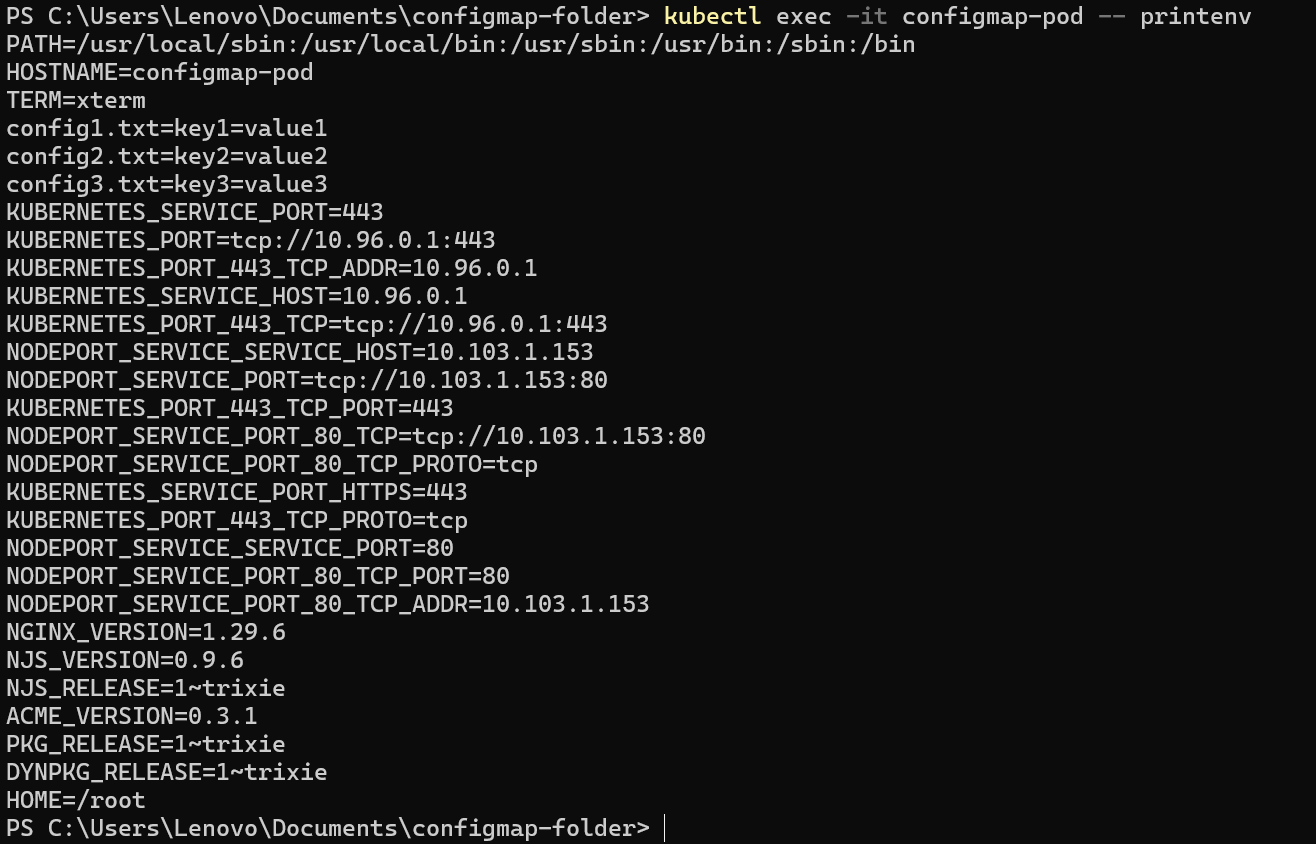 PS C:\Users\Lenovo\Documents\configmap-folder> kubectl exec -it configmap-pod -- printenv
PATH=/usr/local/sbin:/usr/local/bin:/usr/sbin:/usr/bin:/sbin:/bin
HOSTNAME=configmap-pod
TERM=xterm
config1.txt=key1=value1
config2.txt=key2=value2
config3.txt=key3=value3
KUBERNETES_SERVICE_PORT=443
KUBERNETES_PORT=tcp://10.96.0.1:443
KUBERNETES_PORT_443_TCP_ADDR=10.96.0.1
KUBERNETES_SERVICE_HOST=10.96.0.1
KUBERNETES_PORT_443_TCP=tcp://10.96.0.1:443
NODEPORT_SERVICE_SERVICE_HOST=10.103.1.153
NODEPORT_SERVICE_PORT=tcp://10.103.1.153:80
KUBERNETES_PORT_443_TCP_PORT=443
NODEPORT_SERVICE_PORT_80_TCP=tcp://10.103.1.153:80
NODEPORT_SERVICE_PORT_80_TCP_PROTO=tcp
KUBERNETES_SERVICE_PORT_HTTPS=443
KUBERNETES_PORT_443_TCP_PROTO=tcp
NODEPORT_SERVICE_SERVICE_PORT=80
NODEPORT_SERVICE_PORT_80_TCP_PORT=80
NODEPORT_SERVICE_PORT_80_TCP_ADDR=10.103.1.153
NGINX_VERSION=1.29.6
NJS_VERSION=0.9.6
NJS_RELEASE=1~trixie
ACME_VERSION=0.3.1
PKG_RELEASE=1~trixie
DYNPKG_RELEASE=1~trixie
HOME=/root
PS C:\Users\Lenovo\Documents\configmap-folder>